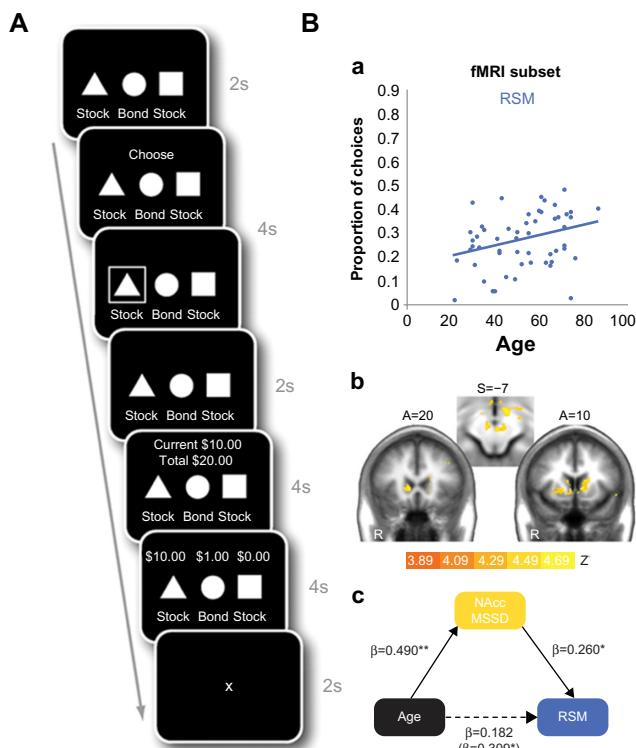 A
Stock Bond Stock
2s
Choose
Stock Bond Stock
4s
Stock Bond Stock
Stock Bond Stock
2s
Current $10.00
Total $20.00
Stock Bond Stock
4s
$10.00 $1.00 $0.00
Stock Bond Stock
4s
x
2s
B
a
fMRI subset
RSM
Proportion of choices
0.9
0.8
0.7
0.6
0.5
0.4
0.3
0.2
0.1
0
0 20 40 60 80 100
Age
b
S=−7
A=20
A=10
R
R
3.89 4.09 4.29 4.49 4.69 Z
c
NAcc
MSSD
β=0.490**
β=0.260*
Age
RSM
β=0.182
(β=0.309*)